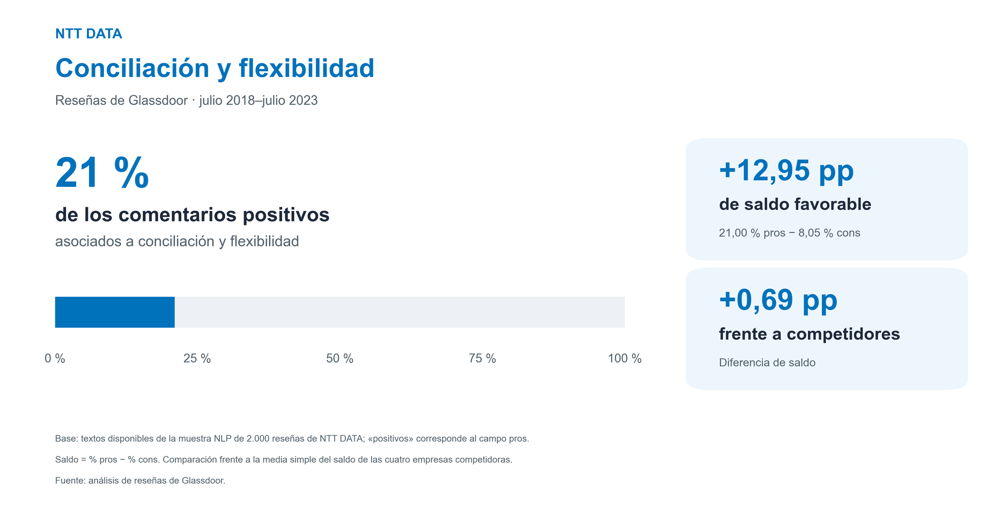 NTT DATA
Conciliación y flexibilidad
Reseñas de Glassdoor · julio 2018–julio 2023
21 %
de los comentarios positivos
asociados a conciliación y flexibilidad
0 % 25 % 50 % 75 % 100 %
+12,95 pp
de saldo favorable
21,00 % pros − 8,05 % cons
+0,69 pp
frente a competidores
Diferencia de saldo
Base: textos disponibles de la muestra NLP de 2.000 reseñas de NTT DATA; «positivos» corresponde al campo pros.
Saldo = % pros − % cons. Comparación frente a la media simple del saldo de las cuatro empresas competidoras.
Fuente: análisis de reseñas de Glassdoor.